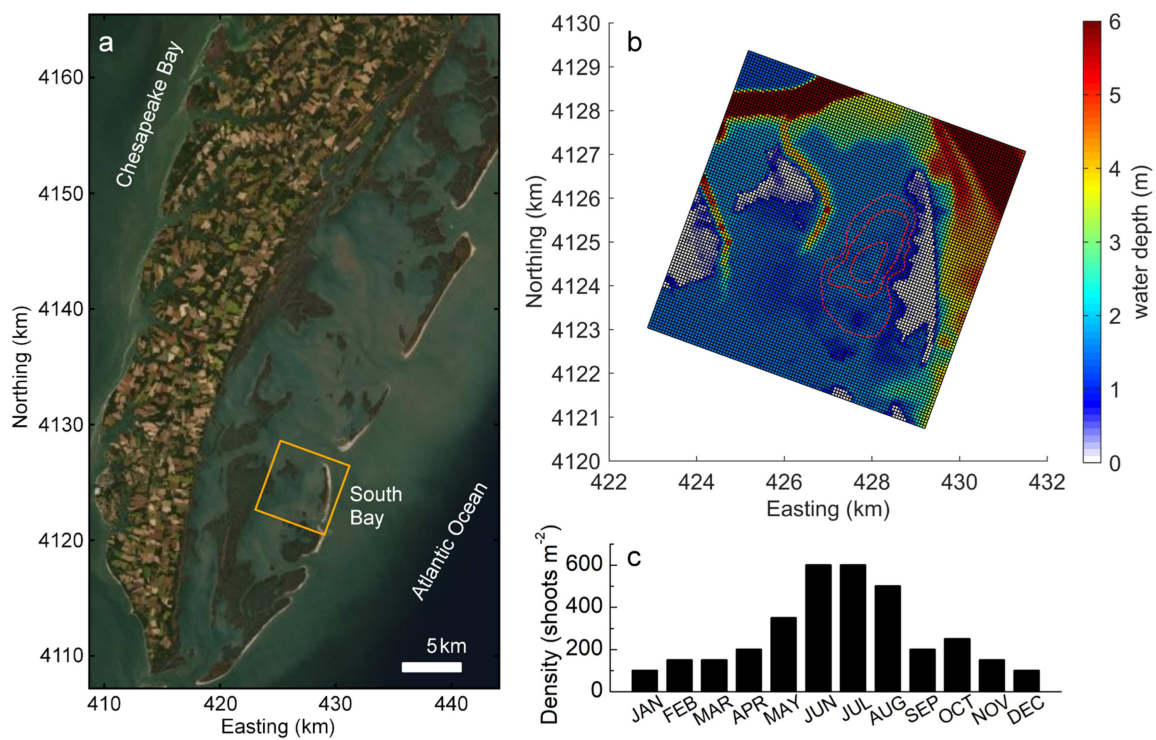 a
Chesapeake Bay
South
Bay
Atlantic Ocean
5 km
4160
4150
4140
4130
4120
4110
Northing (km)
410 420 430 440
Easting (km)
b
4130
4129
4128
4127
4126
4125
4124
4123
4122
4121
4120
Northing (km)
422 424 426 428 430 432
Easting (km)
6
5
4
3
2
1
0
water depth (m)
c
600
400
200
0
Density (shoots m⁻²)
JAN FEB MAR APR MAY JUN JUL AUG SEP OCT NOV DEC